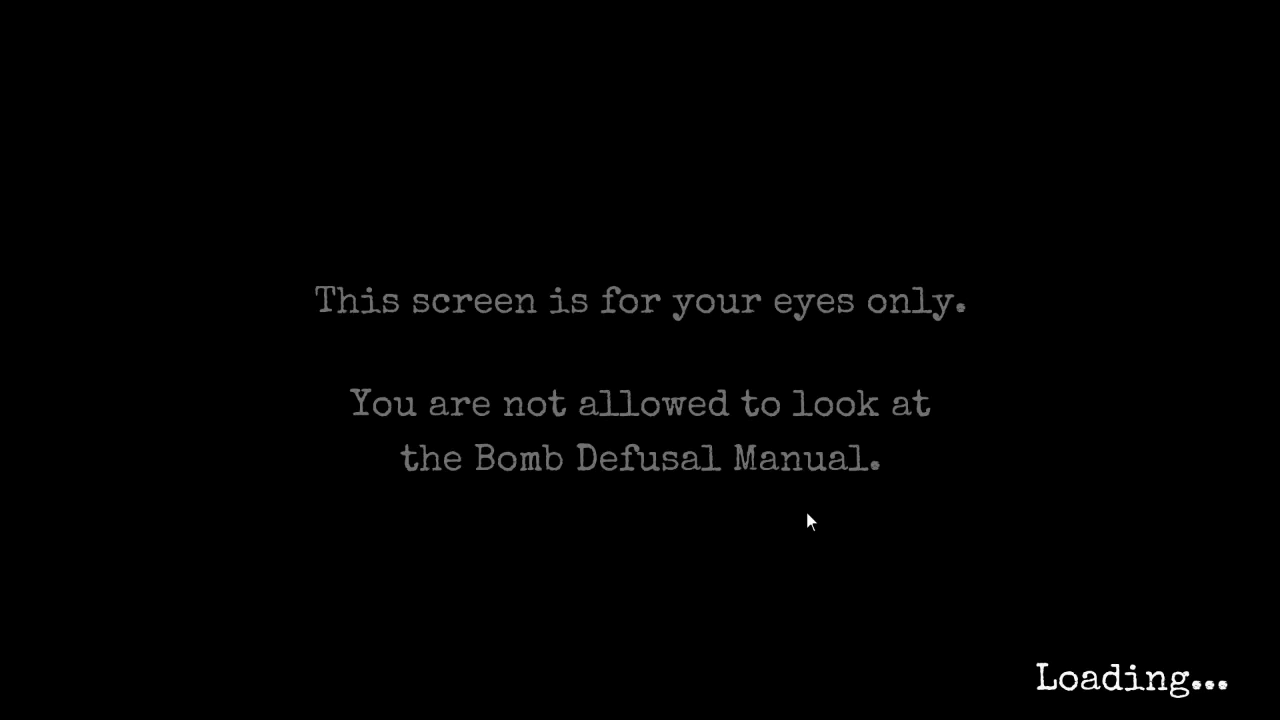 This screen is for your eyes only.
You are not allowed to look at
the Bomb Defusal Manual.
Loading...